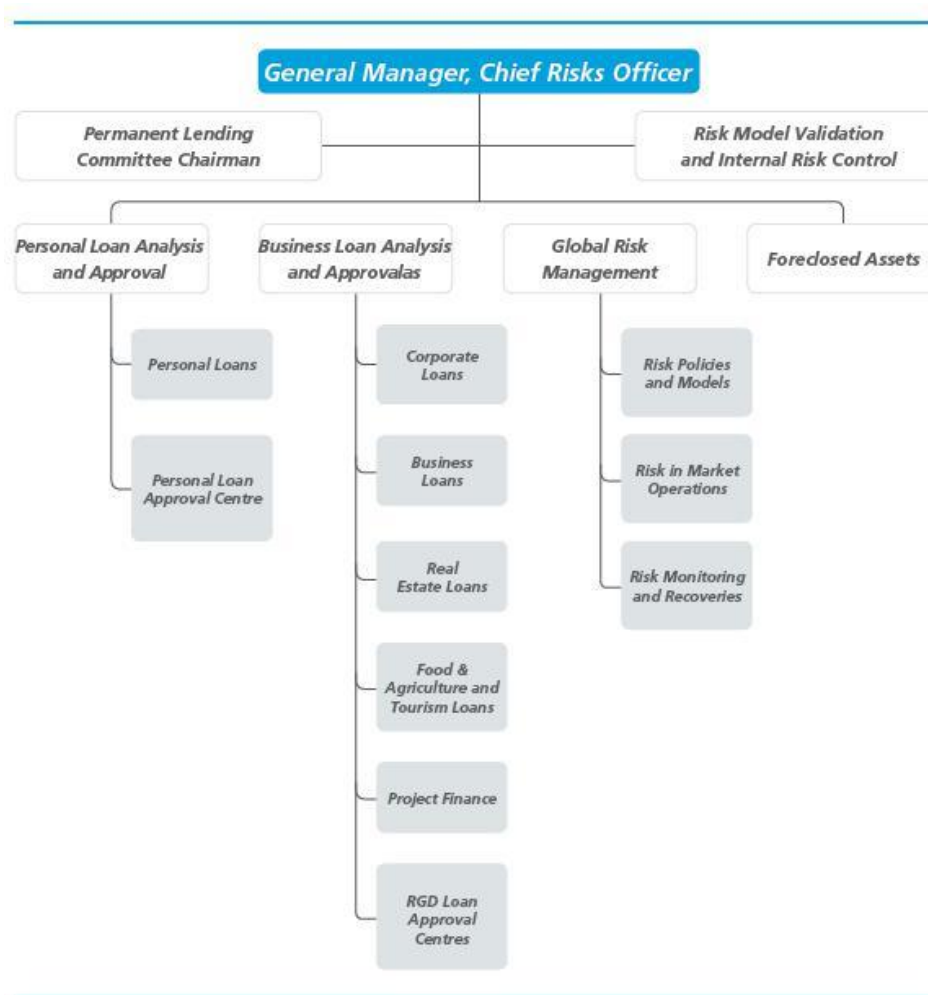 General Manager, Chief Risks Officer
Permanent Lending
Committee Chairman
Risk Model Validation
and Internal Risk Control
Personal Loan Analysis
and Approval
Business Loan Analysis
and Approvalas
Global Risk
Management
Foreclosed Assets
Personal Loans
Personal Loan
Approval Centre
Corporate
Loans
Business
Loans
Real
Estate Loans
Food &
Agriculture and
Tourism Loans
Project Finance
RGD Loan
Approval
Centres
Risk Policies
and Models
Risk in Market
Operations
Risk Monitoring
and Recoveries